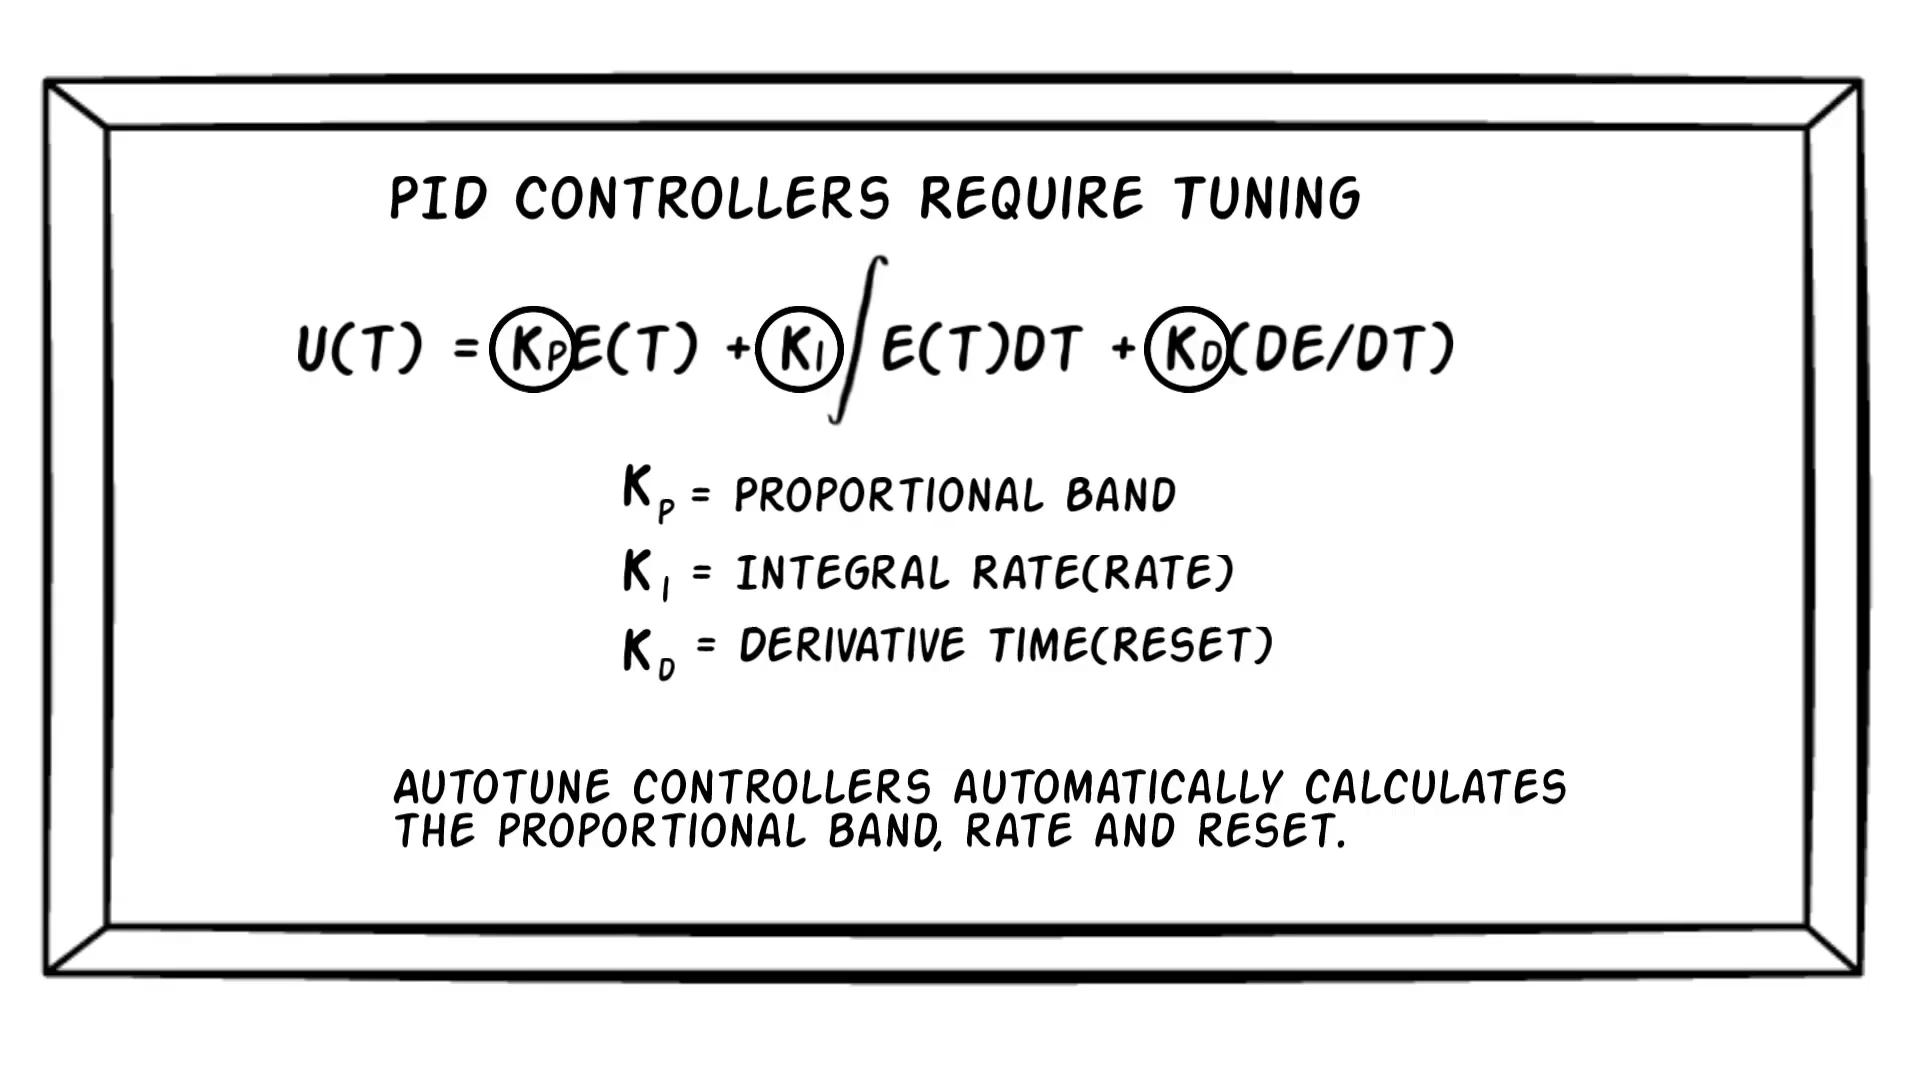 PID CONTROLLERS REQUIRE TUNING
U(T) = KPE(T) + KI∫E(T)DT + KD(DE/DT)
KP = PROPORTIONAL BAND
KI = INTEGRAL RATE(RATE)
KD = DERIVATIVE TIME(RESET)
AUTOTUNE CONTROLLERS AUTOMATICALLY CALCULATES
THE PROPORTIONAL BAND, RATE AND RESET.